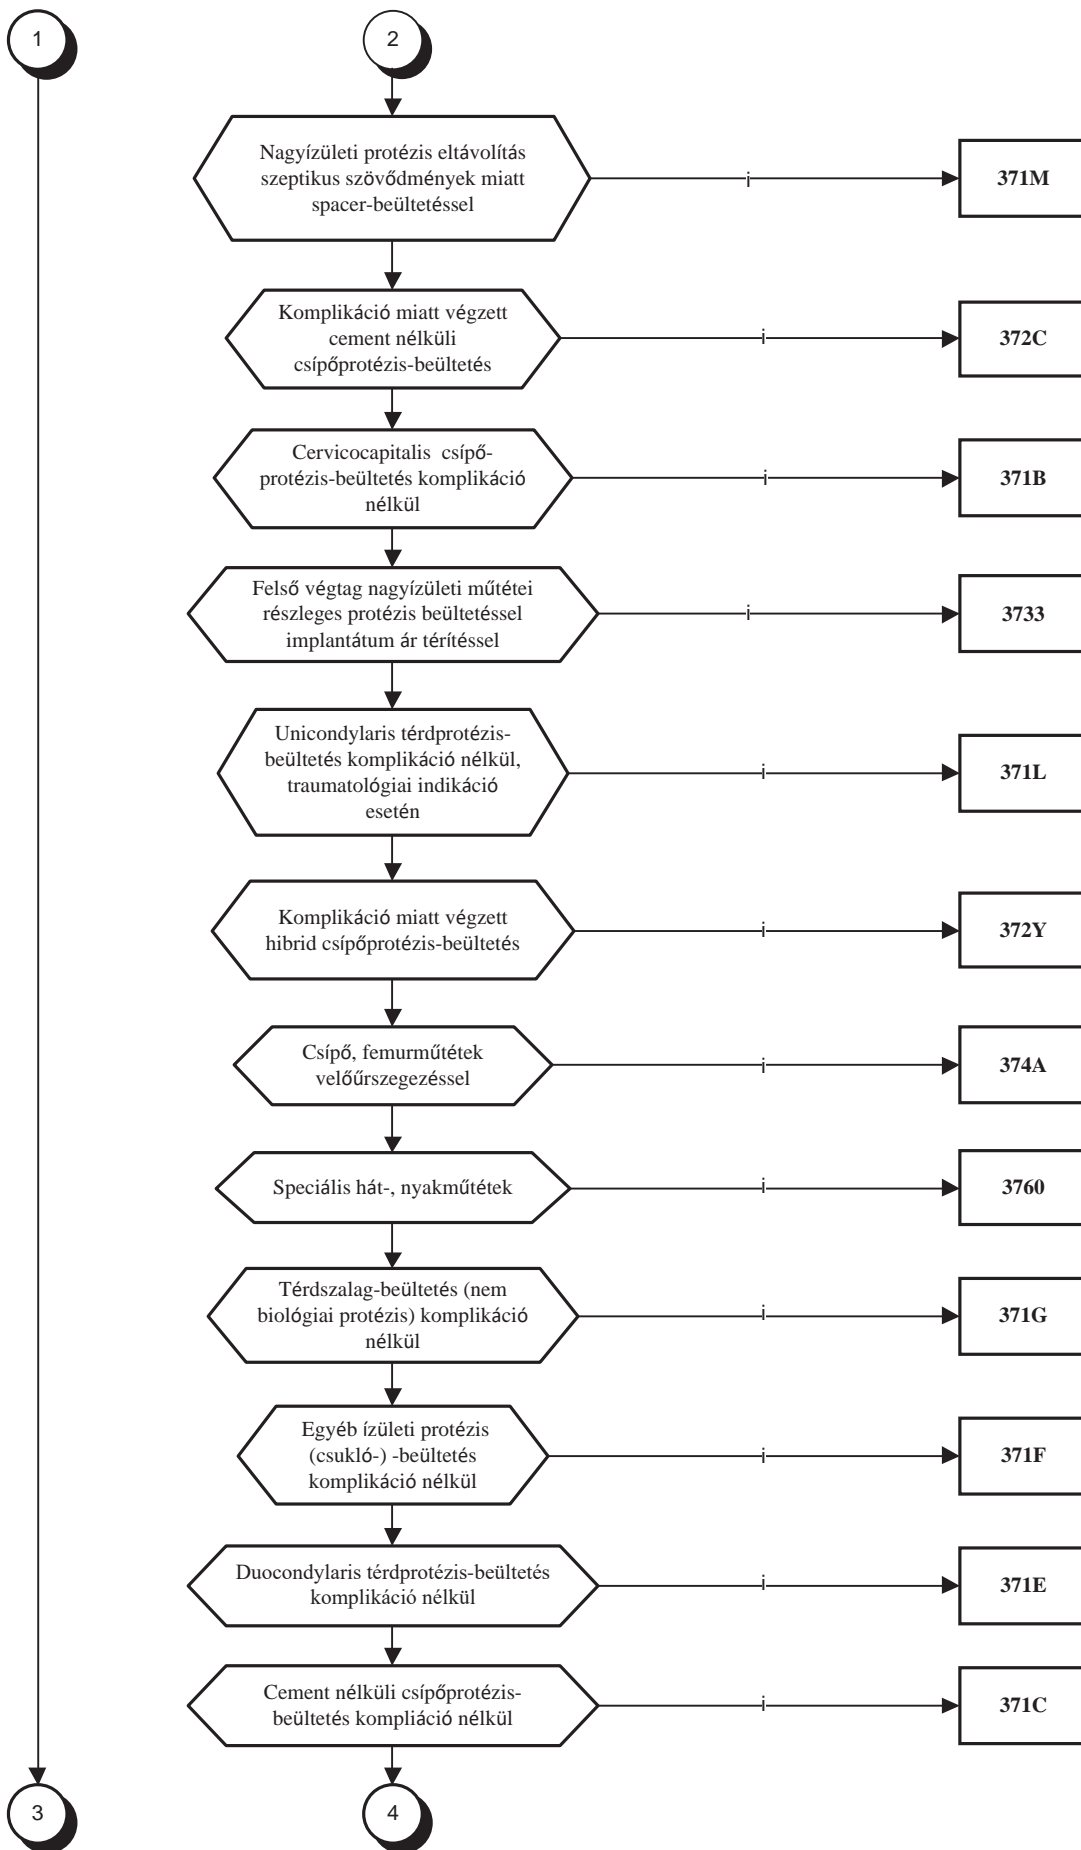 1
2
Nagyízületi protézis eltávolítás
szeptikus szövődmények miatt
spacer-beültetéssel
i
371M
Komplikáció miatt végzett
cement nélküli
csípőprotézis-beültetés
i
372C
Cervicocapitalis csípő-
protézis-beültetés komplikáció
nélkül
i
371B
Felső végtag nagyízületi műtétei
részleges protézis beültetéssel
implantátum ár térítéssel
i
3733
Unicondylaris térdprotézis-
beültetés komplikáció nélkül,
traumatológiai indikáció
esetén
i
371L
Komplikáció miatt végzett
hibrid csípőprotézis-beültetés
i
372Y
Csípő, femurműtétek
velőűrszegezéssel
i
374A
Speciális hát-, nyakműtétek
i
3760
Térdszalag-beültetés (nem
biológiai protézis) komplikáció
nélkül
i
371G
Egyéb ízületi protézis
(csukló-) -beültetés
komplikáció nélkül
i
371F
Duocondylaris térdprotézis-beültetés
komplikáció nélkül
i
371E
Cement nélküli csípőprotézis-
beültetés kompliáció nélkül
i
371C
3
4